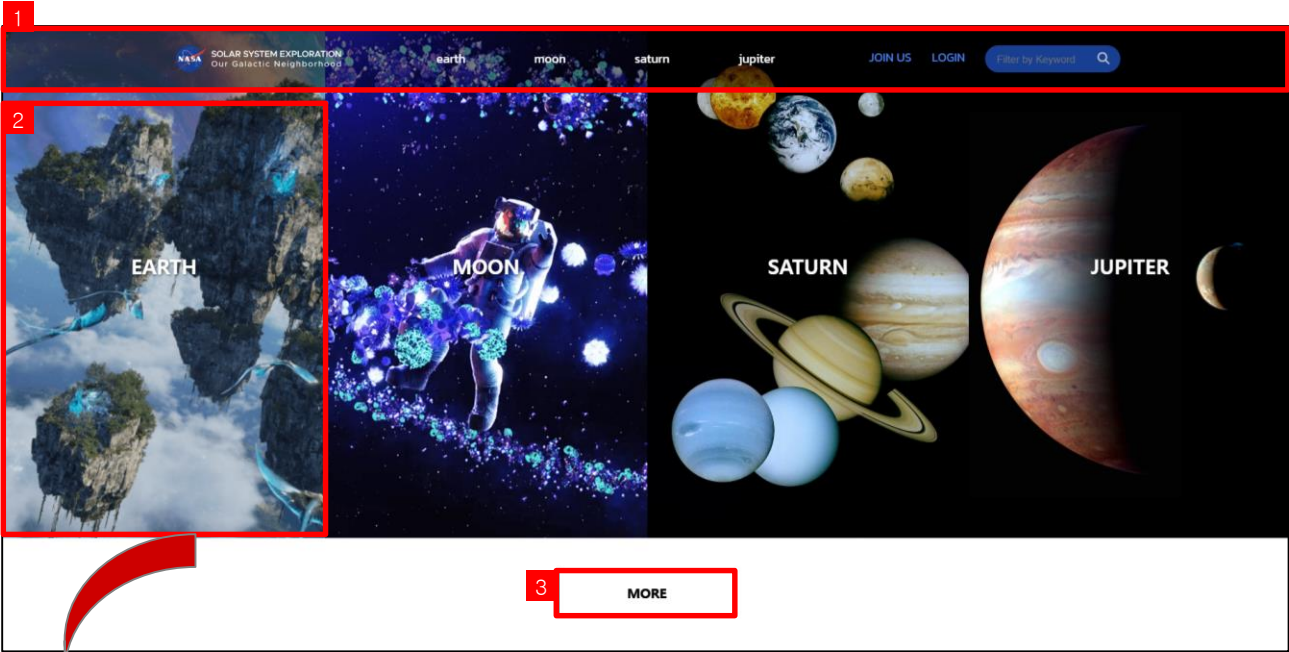 1
NASA
SOLAR SYSTEM EXPLORATION
Our Galactic Neighborhood
earth
moon
saturn
jupiter
JOIN US
LOGIN
Filter by Keyword
2
EARTH
MOON
SATURN
JUPITER
3
MORE